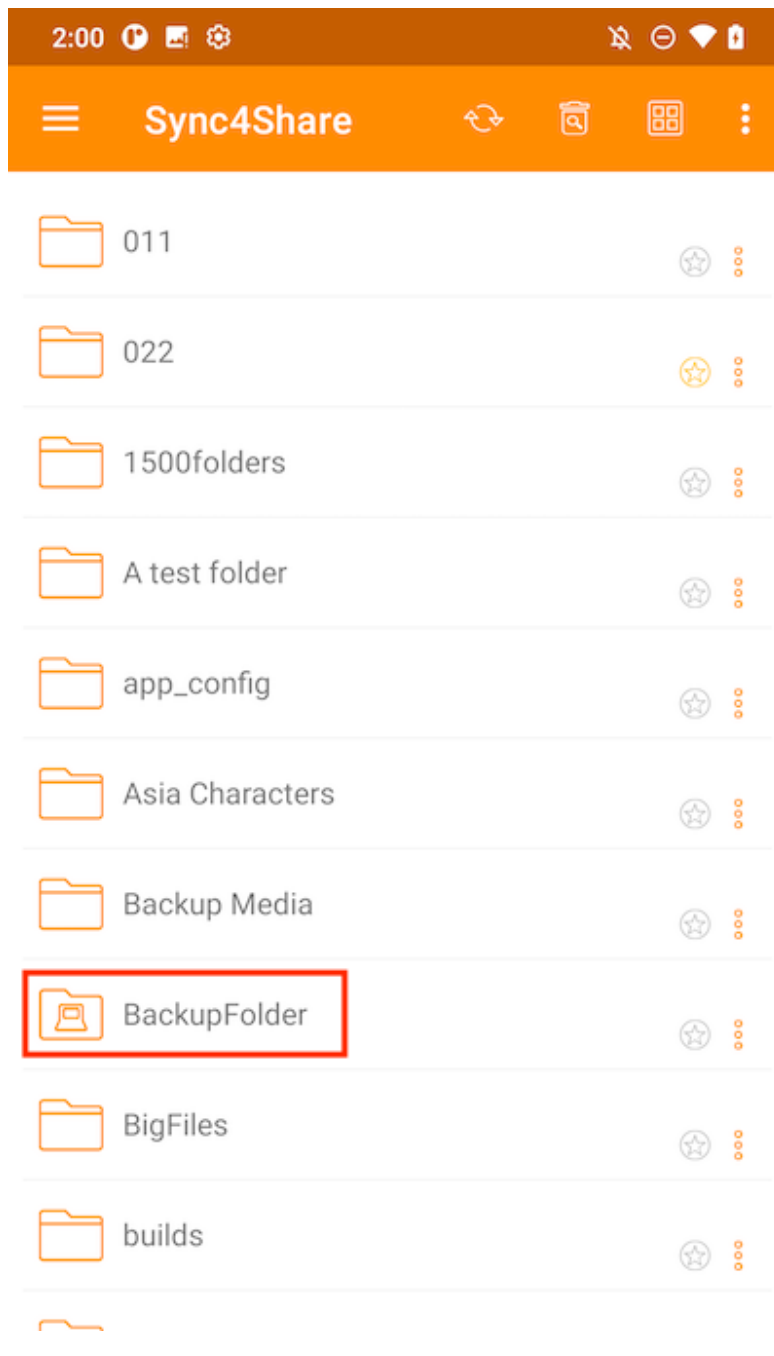 2:00
Sync4Share
011
022
1500folders
A test folder
app_config
Asia Characters
Backup Media
BackupFolder
BigFiles
builds